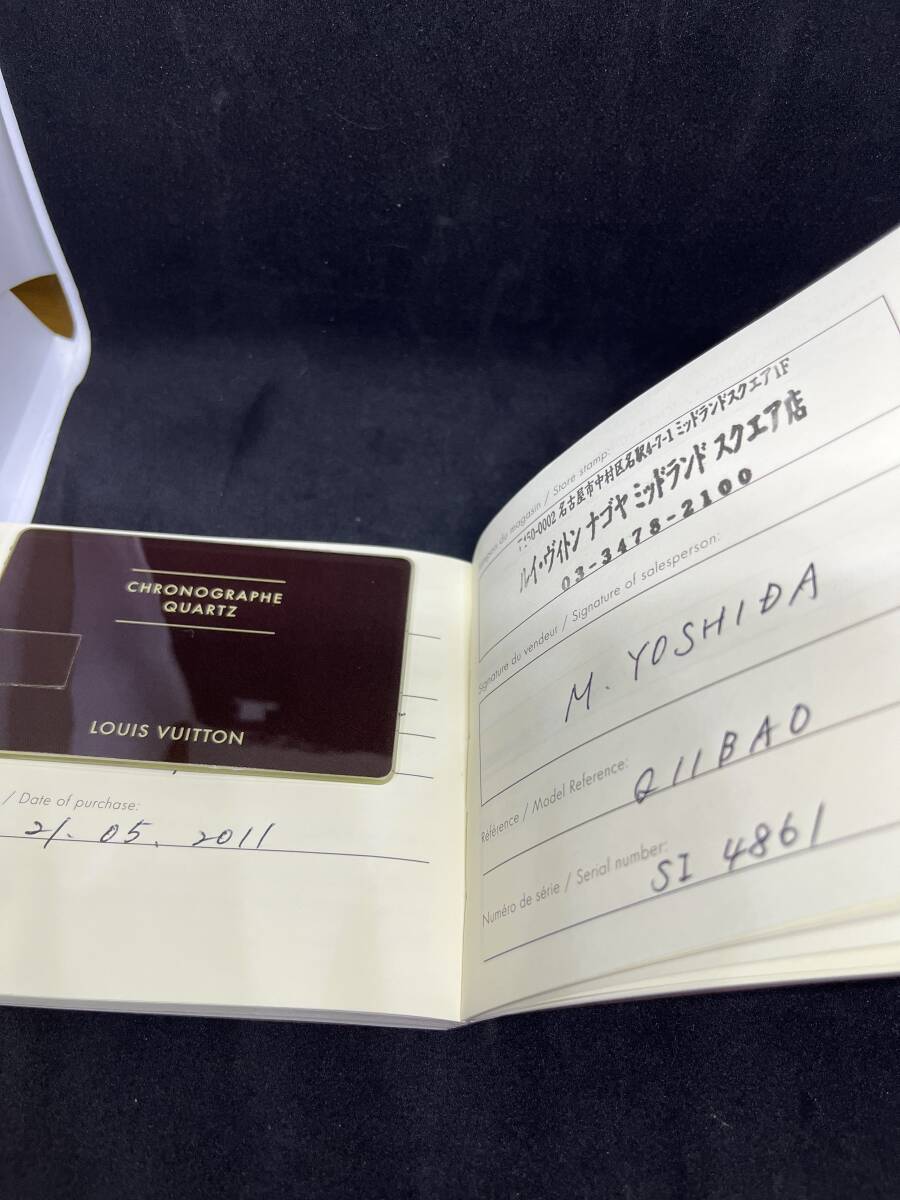 CHRONOGRAPHE
QUARTZ
LOUIS VUITTON
/ Date of purchase:
21. 05. 2011
du magasin / Store stamp:
450-0002 名古屋市中村区名駅4-7-1 ミッドランドスクエア1F
ルイ・ヴィトン ナゴヤ ミッドランド スクエア店
03-3478-2100
Signature du vendeur / Signature of salesperson:
M. YOSHIDA
Référence / Model Reference:
Q11BA0
Numéro de série / Serial number:
SI 4861